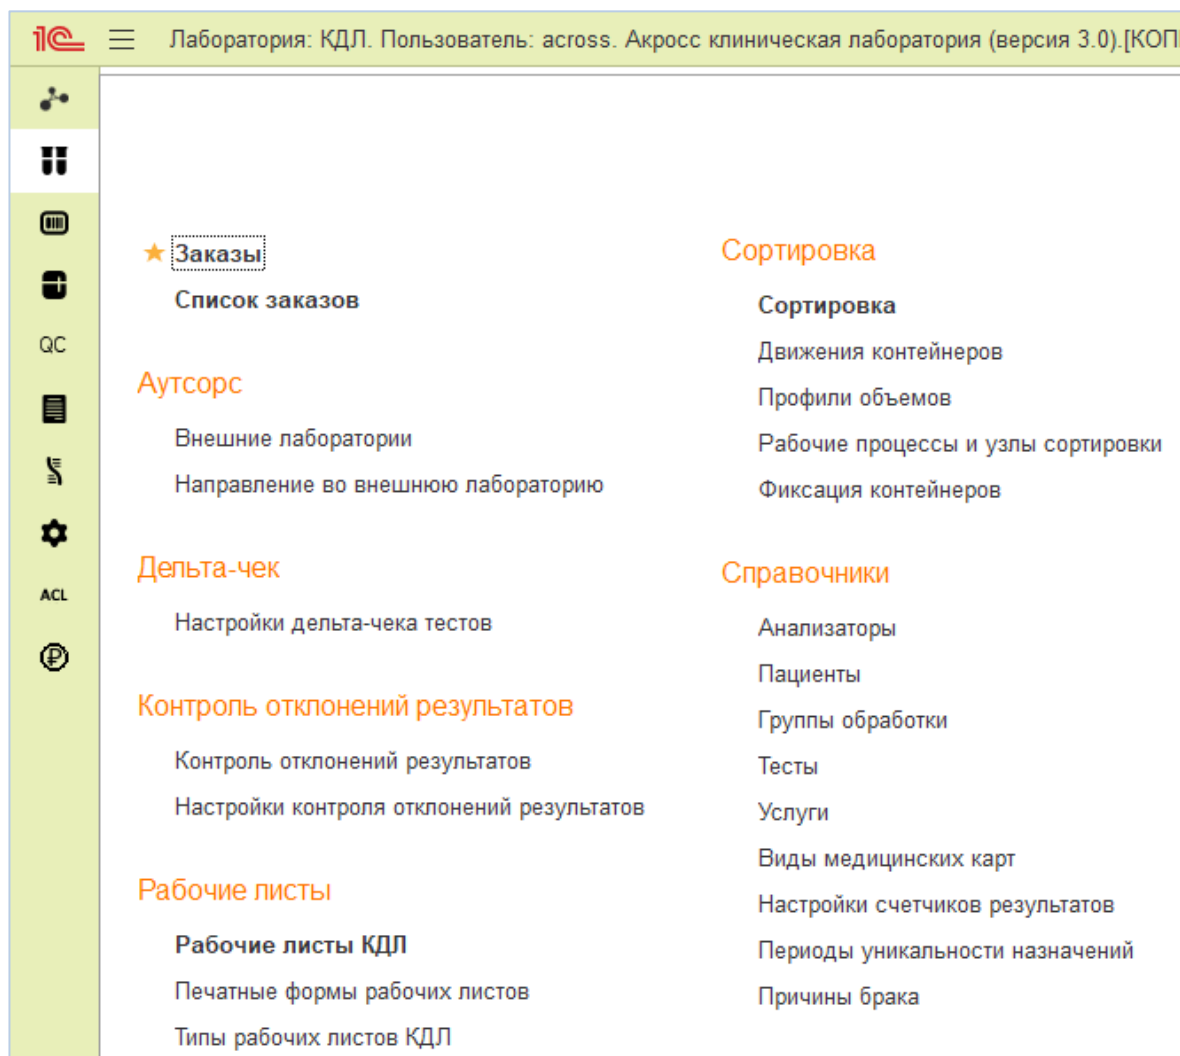 1С Лаборатория: КДЛ. Пользователь: across. Акросс клиническая лаборатория (версия 3.0).[КОПИ
QC
ACL
Заказы
Список заказов
Аутсорс
Внешние лаборатории
Направление во внешнюю лабораторию
Дельта-чек
Настройки дельта-чека тестов
Контроль отклонений результатов
Контроль отклонений результатов
Настройки контроля отклонений результатов
Рабочие листы
Рабочие листы КДЛ
Печатные формы рабочих листов
Типы рабочих листов КДЛ
Сортировка
Сортировка
Движения контейнеров
Профили объемов
Рабочие процессы и узлы сортировки
Фиксация контейнеров
Справочники
Анализаторы
Пациенты
Группы обработки
Тесты
Услуги
Виды медицинских карт
Настройки счетчиков результатов
Периоды уникальности назначений
Причины брака